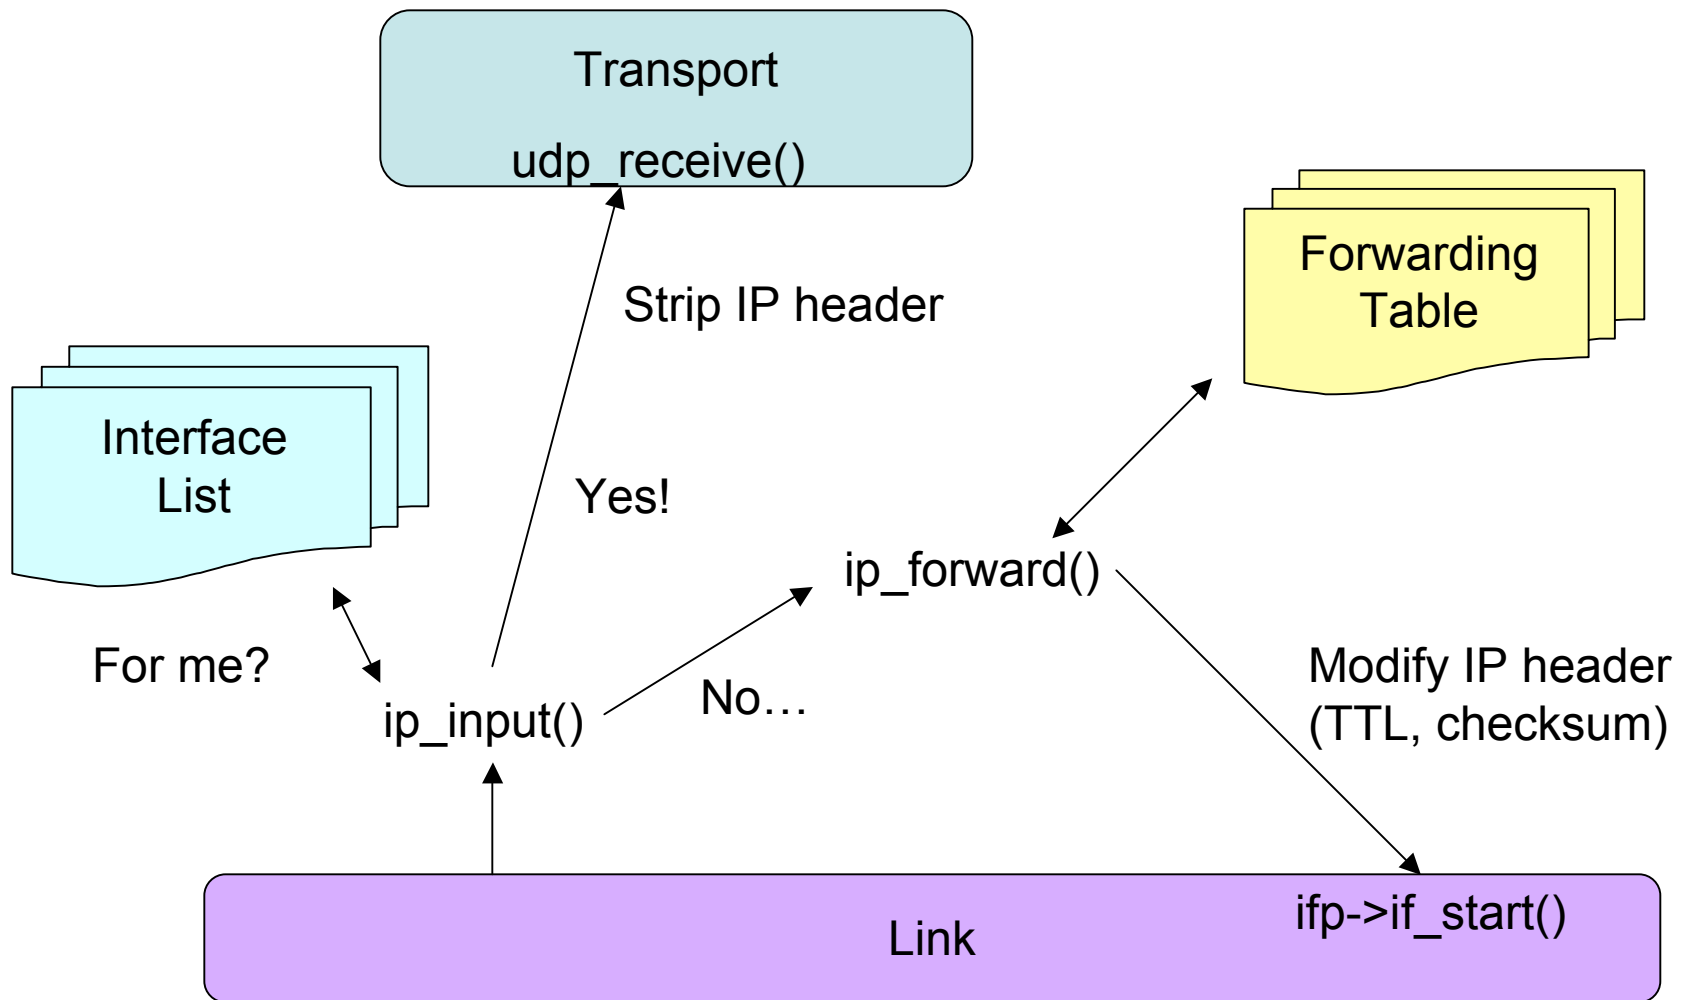 Transport
udp_receive()
Forwarding
Table
Strip IP header
Interface
List
Yes!
ip_forward()
For me?
Modify IP header
(TTL, checksum)
No…
ip_input()
ifp->if_start()
Link